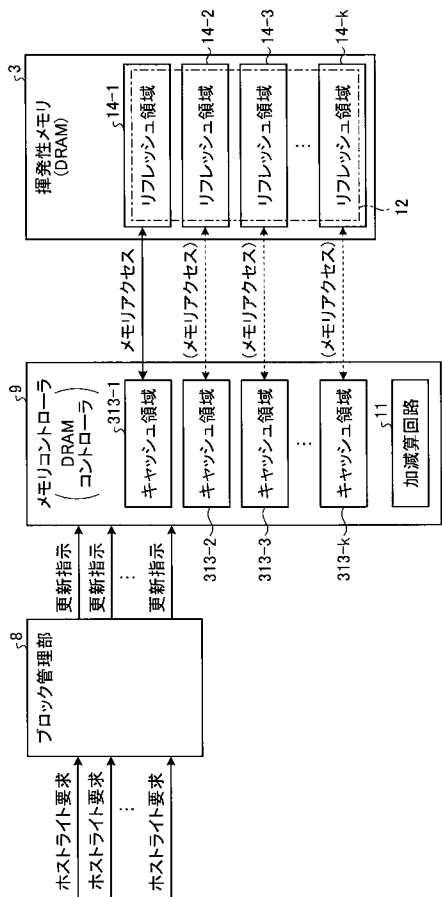 ホストライト要求
ホストライト要求
⋮
ホストライト要求
8
ブロック管理部
更新指示
更新指示
⋮
更新指示
9
メモリコントローラ
(DRAM
コントローラ)
313-1
キャッシュ領域
キャッシュ領域
313-2
キャッシュ領域
313-3
⋮
キャッシュ領域
313-k
11
加減算回路
メモリアクセス
(メモリアクセス)
(メモリアクセス)
⋮
(メモリアクセス)
3
揮発性メモリ
(DRAM)
14-1
リフレッシュ領域
リフレッシュ領域
14-2
リフレッシュ領域
14-3
⋮
リフレッシュ領域
14-k
12